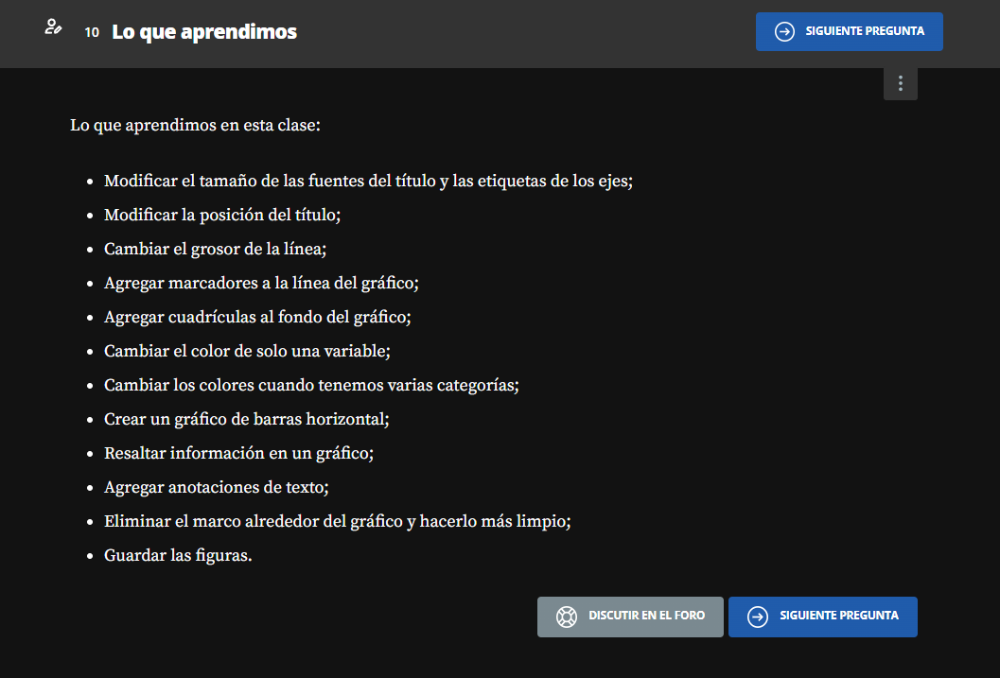 10 Lo que aprendimos
SIGUIENTE PREGUNTA
Lo que aprendimos en esta clase:
• Modificar el tamaño de las fuentes del título y las etiquetas de los ejes;
• Modificar la posición del título;
• Cambiar el grosor de la línea;
• Agregar marcadores a la línea del gráfico;
• Agregar cuadrículas al fondo del gráfico;
• Cambiar el color de solo una variable;
• Cambiar los colores cuando tenemos varias categorías;
• Crear un gráfico de barras horizontal;
• Resaltar información en un gráfico;
• Agregar anotaciones de texto;
• Eliminar el marco alrededor del gráfico y hacerlo más limpio;
• Guardar las figuras.
DISCUTIR EN EL FORO
SIGUIENTE PREGUNTA